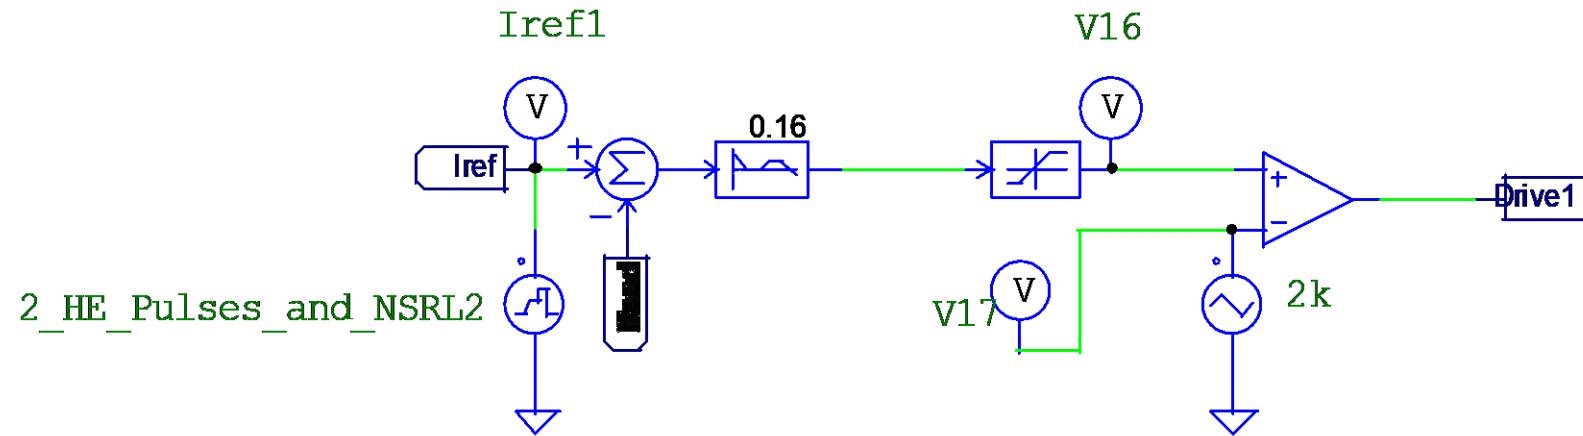 Iref1
V16
V
V
0.16
Iref
+
Σ
−
+
−
Drive1
2_HE_Pulses_and_NSRL2
V17
V
2k